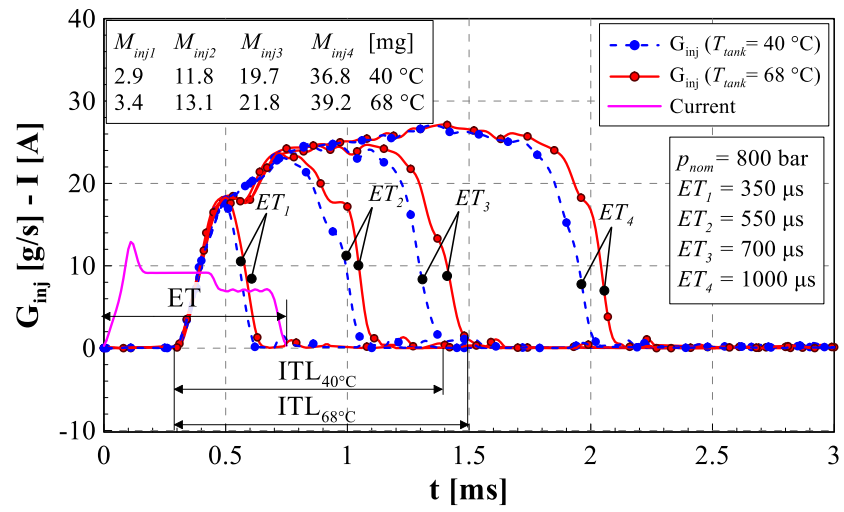 M_inj1 M_inj2 M_inj3 M_inj4 [mg]
2.9 11.8 19.7 36.8 40 °C
3.4 13.1 21.8 39.2 68 °C
G_inj (T_tank= 40 °C)
G_inj (T_tank= 68 °C)
Current
p_nom= 800 bar
ET_1 = 350 μs
ET_2 = 550 μs
ET_3 = 700 μs
ET_4 = 1000 μs
ET_1
ET_2
ET_3
ET_4
ET
ITL_40°C
ITL_68°C
G_inj [g/s] - I [A]
40
30
20
10
0
-10
0 0.5 1 1.5 2 2.5 3
t [ms]